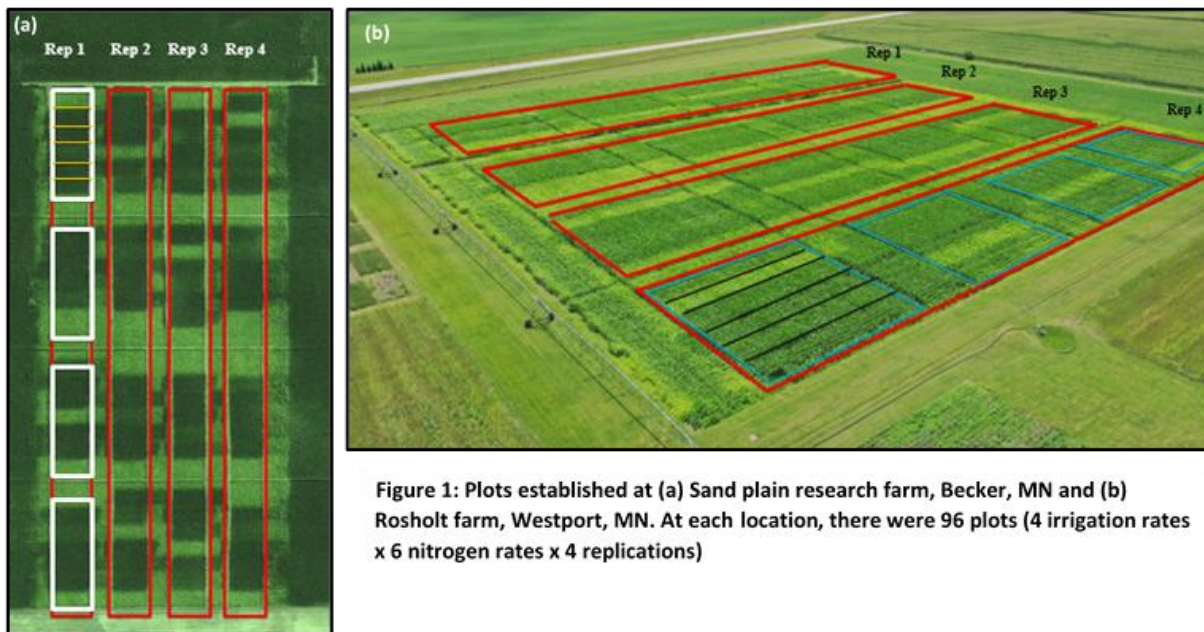 (a)
Rep 1 Rep 2 Rep 3 Rep 4
(b)
Rep 1
Rep 2
Rep 3
Rep 4
Figure 1: Plots established at (a) Sand plain research farm, Becker, MN and (b)
Rosholt farm, Westport, MN. At each location, there were 96 plots (4 irrigation rates
x 6 nitrogen rates x 4 replications)